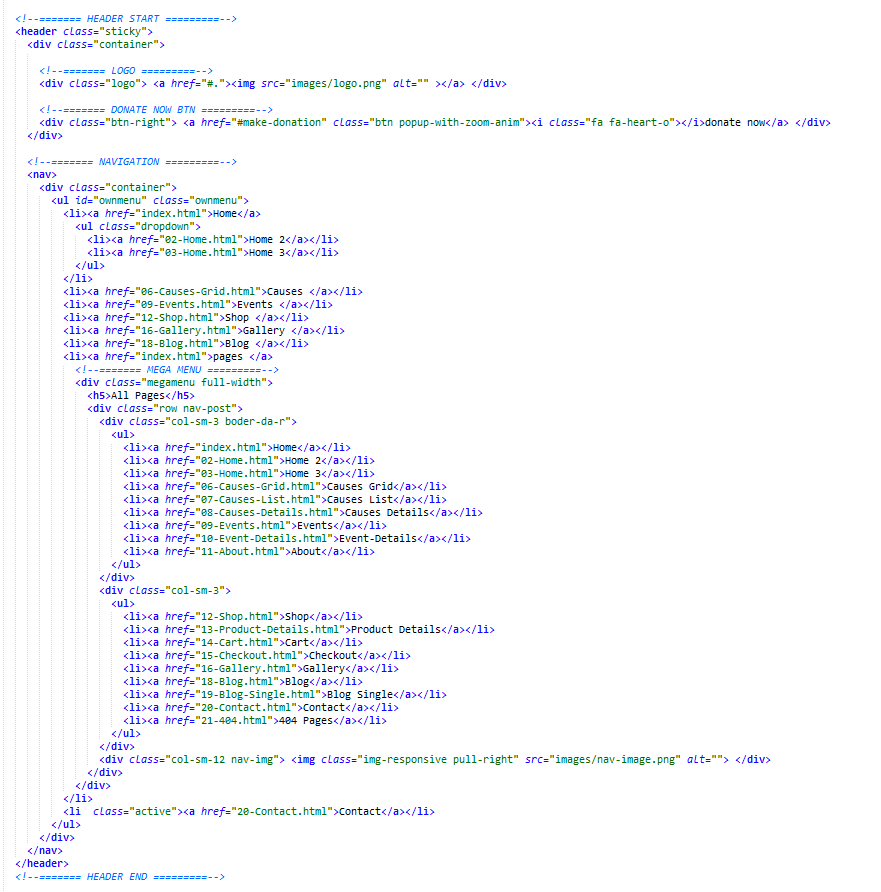 <!--======= HEADER START =========-->
<header class="sticky">
<div class="container">
<!--======= LOGO =========-->
<div class="logo"> <a href="#."><img src="images/logo.png" alt="" ></a> </div>
<!--======= DONATE NOW BTN =========-->
<div class="btn-right"> <a href="#make-donation" class="btn popup-with-zoom-anim"><i class="fa fa-heart-o"></i>donate now</a> </div>
</div>
<!--======= NAVIGATION =========-->
<nav>
<div class="container">
<ul id="ownmenu" class="ownmenu">
<li><a href="index.html">Home</a>
<ul class="dropdown">
<li><a href="02-Home.html">Home 2</a></li>
<li><a href="03-Home.html">Home 3</a></li>
</ul>
</li>
<li><a href="06-Causes-Grid.html">Causes </a></li>
<li><a href="09-Events.html">Events </a></li>
<li><a href="12-Shop.html">Shop </a></li>
<li><a href="16-Gallery.html">Gallery </a></li>
<li><a href="18-Blog.html">Blog </a></li>
<li><a href="index.html">pages </a>
<!--======= MEGA MENU =========-->
<div class="megamenu full-width">
<h5>All Pages</h5>
<div class="row nav-post">
<div class="col-sm-3 boder-da-r">
<ul>
<li><a href="index.html">Home</a></li>
<li><a href="02-Home.html">Home 2</a></li>
<li><a href="03-Home.html">Home 3</a></li>
<li><a href="06-Causes-Grid.html">Causes Grid</a></li>
<li><a href="07-Causes-List.html">Causes List</a></li>
<li><a href="08-Causes-Details.html">Causes Details</a></li>
<li><a href="09-Events.html">Events</a></li>
<li><a href="10-Event-Details.html">Event-Details</a></li>
<li><a href="11-About.html">About</a></li>
</ul>
</div>
<div class="col-sm-3">
<ul>
<li><a href="12-Shop.html">Shop</a></li>
<li><a href="13-Product-Details.html">Product Details</a></li>
<li><a href="14-Cart.html">Cart</a></li>
<li><a href="15-Checkout.html">Checkout</a></li>
<li><a href="16-Gallery.html">Gallery</a></li>
<li><a href="18-Blog.html">Blog</a></li>
<li><a href="19-Blog-Single.html">Blog Single</a></li>
<li><a href="20-Contact.html">Contact</a></li>
<li><a href="21-404.html">404 Pages</a></li>
</ul>
</div>
<div class="col-sm-12 nav-img"> <img class="img-responsive pull-right" src="images/nav-image.png" alt=""> </div>
</div>
</div>
</li>
<li  class="active"><a href="20-Contact.html">Contact</a></li>
</ul>
</div>
</nav>
</header>
<!--======= HEADER END =========-->